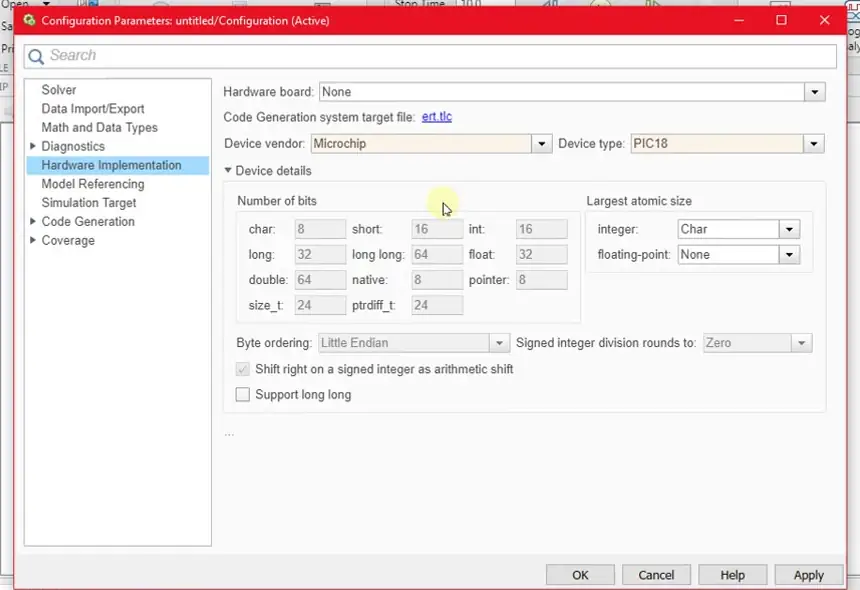 Open
Stop Time 10.0
Configuration Parameters: untitled/Configuration (Active)
Search
Solver
Data Import/Export
Math and Data Types
Diagnostics
Hardware Implementation
Model Referencing
Simulation Target
Code Generation
Coverage
Hardware board: None
Code Generation system target file: ert.tlc
Device vendor: Microchip Device type: PIC18
Device details
Number of bits
char: 8 short: 16 int: 16
long: 32 long long: 64 float: 32
double: 64 native: 8 pointer: 8
size_t: 24 ptrdiff_t: 24
Largest atomic size
integer: Char
floating-point: None
Byte ordering: Little Endian Signed integer division rounds to: Zero
Shift right on a signed integer as arithmetic shift
Support long long
...
OK Cancel Help Apply